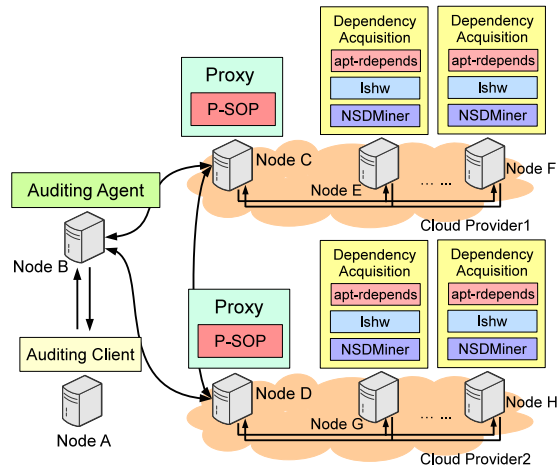 Dependency
Acquisition
apt-rdepends
lshw
NSDMiner
Dependency
Acquisition
apt-rdepends
lshw
NSDMiner
Proxy
P-SOP
Node C
Node E
... ...
Node F
Cloud Provider1
Auditing Agent
Node B
Auditing Client
Node A
Dependency
Acquisition
apt-rdepends
lshw
NSDMiner
Dependency
Acquisition
apt-rdepends
lshw
NSDMiner
Proxy
P-SOP
Node D
Node G
... ...
Node H
Cloud Provider2